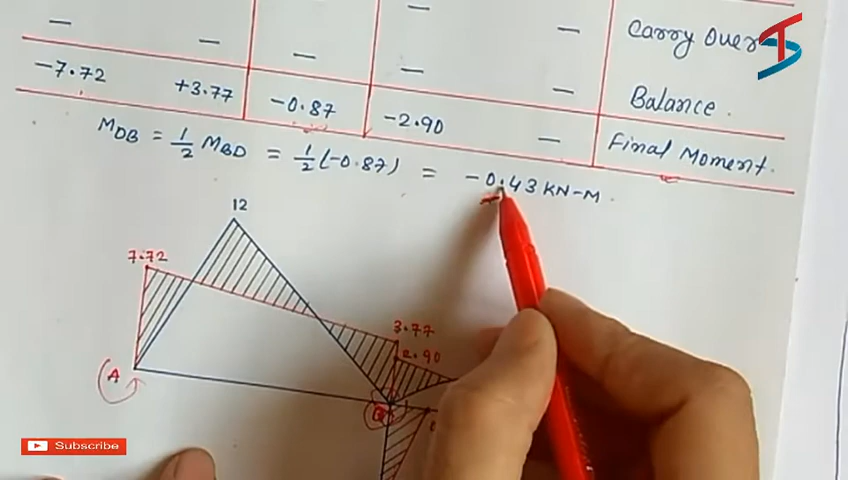 Carry Over
-7.72 +3.77 -0.87 -2.90 — Balance.
Final Moment.
MDB = 1/2 MBD = 1/2 (-0.87) = -0.43 KN-M.
12
7.72
3.77
2.90
A
B
TS
Subscribe